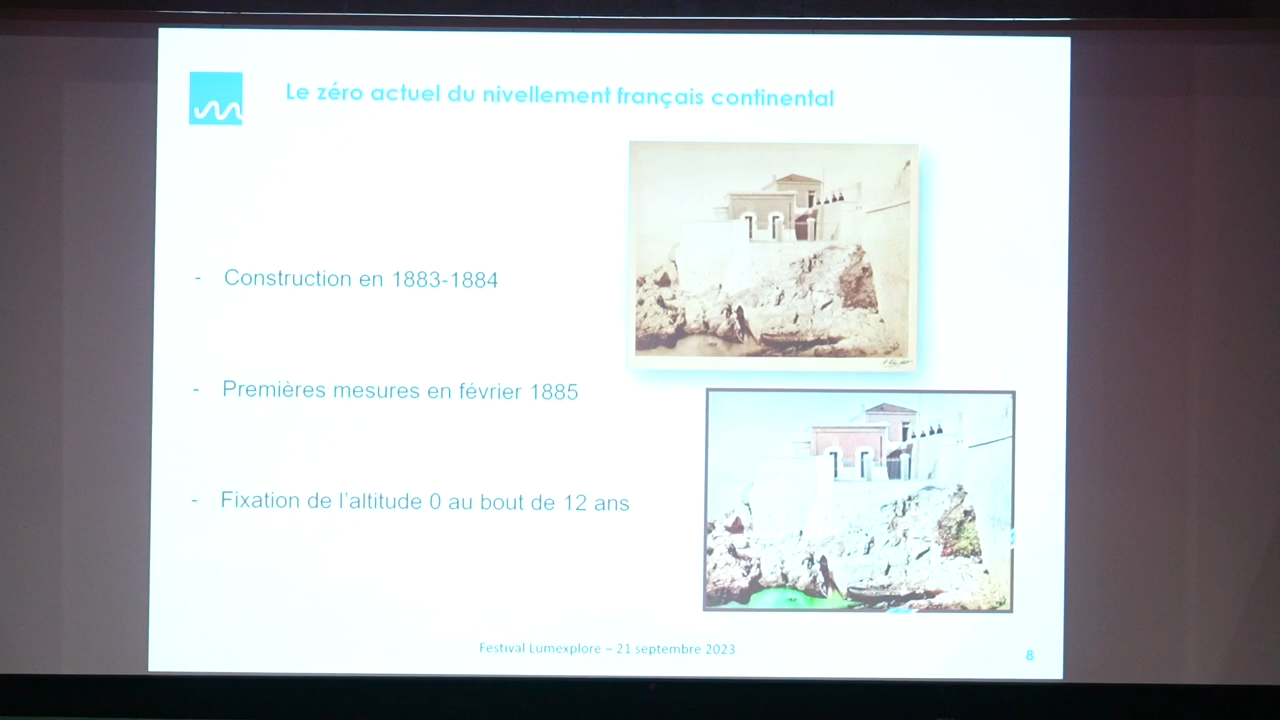 Le zéro actuel du nivellement français continental
- Construction en 1883-1884
- Premières mesures en février 1885
- Fixation de l'altitude 0 au bout de 12 ans
Festival Lumexplore – 21 septembre 2023
8